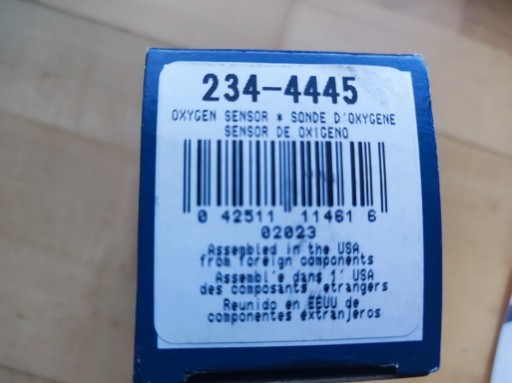 234-4445
OXYGEN SENSOR * SONDE D'OXYGENE
SENSOR DE OXIGENO
0 42511 11461 6
02023
Assembled in the USA
from foreign components
Assembl'e dans l' USA
des composants etrangers
Reunido en EEUU de
componentes extranjeros